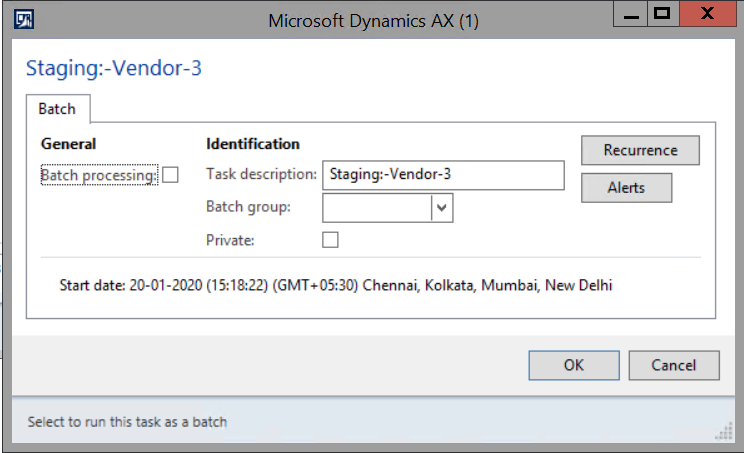 Microsoft Dynamics AX (1)
Staging:-Vendor-3
Batch
General
Batch processing:
Identification
Task description: Staging:-Vendor-3
Batch group:
Private:
Recurrence
Alerts
Start date: 20-01-2020 (15:18:22) (GMT+05:30) Chennai, Kolkata, Mumbai, New Delhi
OK
Cancel
Select to run this task as a batch